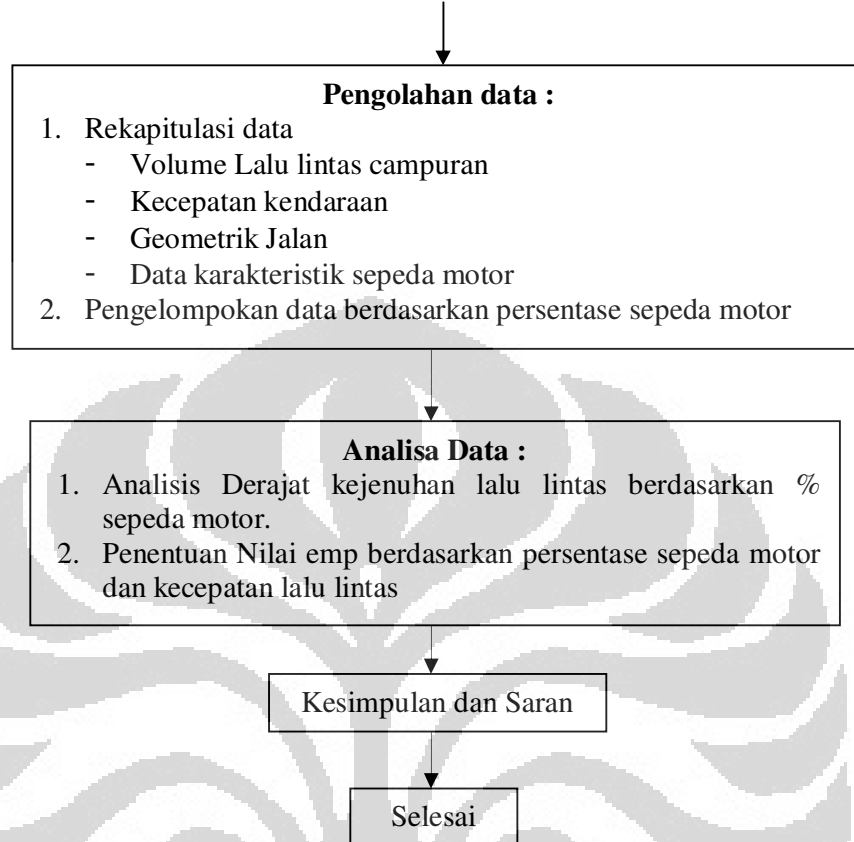 Pengolahan data :
1. Rekapitulasi data
- Volume Lalu lintas campuran
- Kecepatan kendaraan
- Geometrik Jalan
- Data karakteristik sepeda motor
2. Pengelompokan data berdasarkan persentase sepeda motor
Analisa Data :
1. Analisis Derajat kejenuhan lalu lintas berdasarkan %
sepeda motor.
2. Penentuan Nilai emp berdasarkan persentase sepeda motor
dan kecepatan lalu lintas
Kesimpulan dan Saran
Selesai